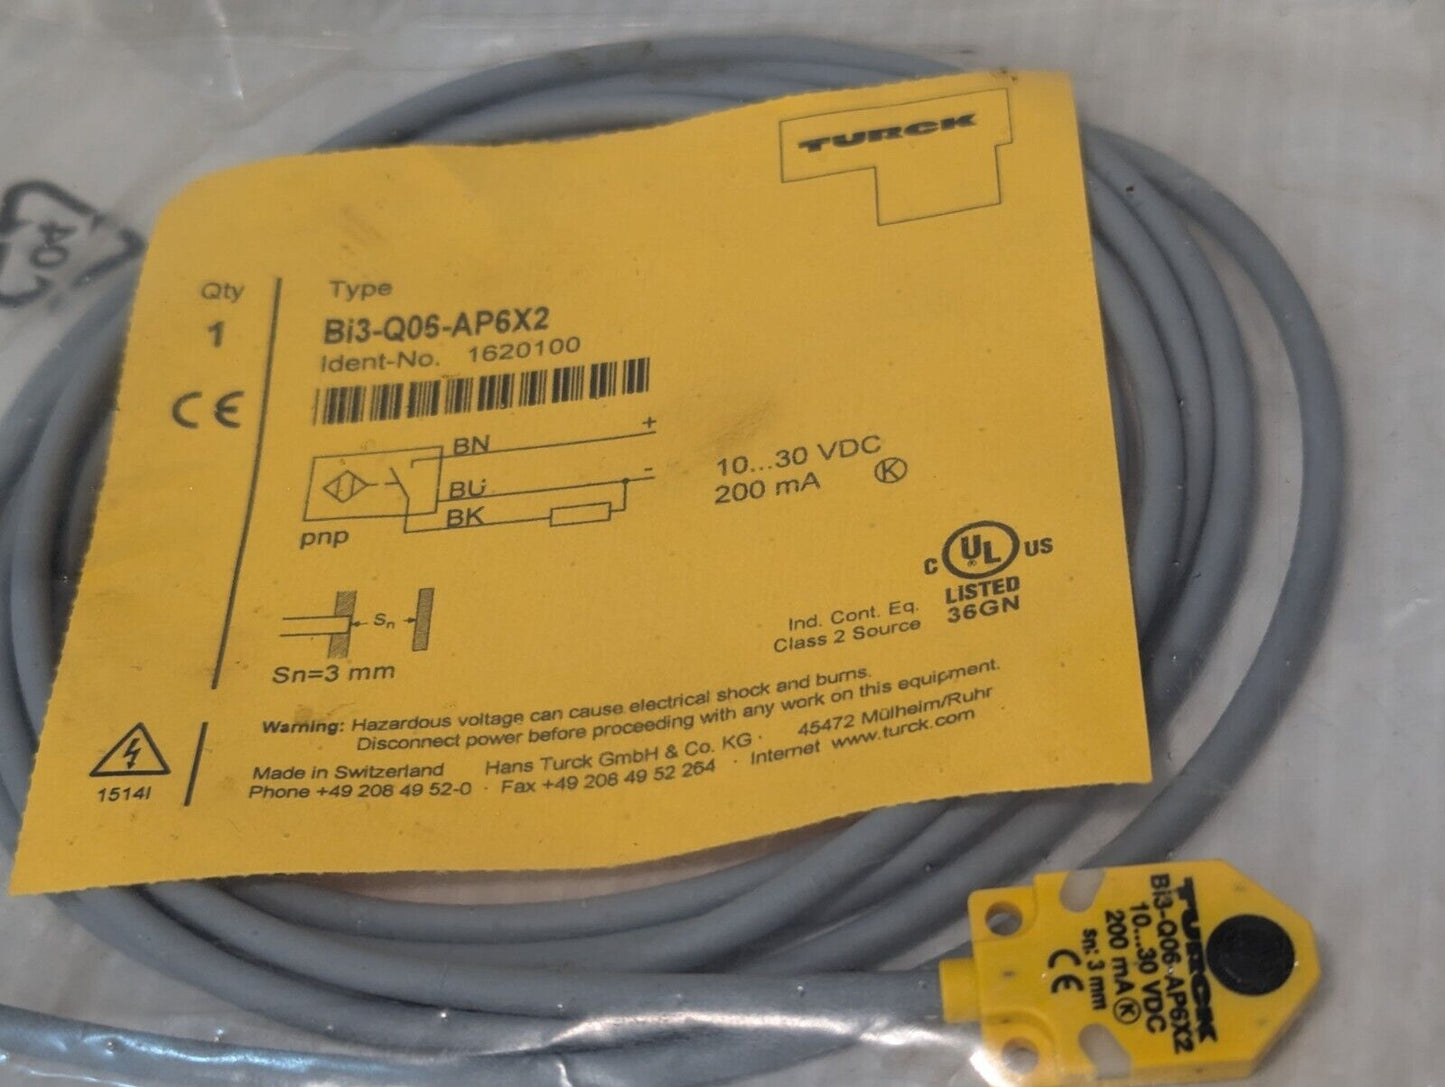 TURCK
Qty Type
1 Bi3-Q06-AP6X2
Ident-No. 1620100
CE
BN +
BU -
BK
pnp
10...30 VDC
200 mA K
Sn
Sn=3 mm
C UL US
®
LISTED
36GN
Ind. Cont. Eq.
Class 2 Source
Warning: Hazardous voltage can cause electrical shock and burns.
Disconnect power before proceeding with any work on this equipment.
Made in Switzerland Hans Turck GmbH & Co. KG · 45472 Mülheim/Ruhr
Phone +49 208 49 52-0 · Fax +49 208 49 52 264 · Internet www.turck.com
1514I
04
TURCK
Bi3-Q06-AP6X2
10...30 VDC
200 mA K
sn: 3 mm
CE